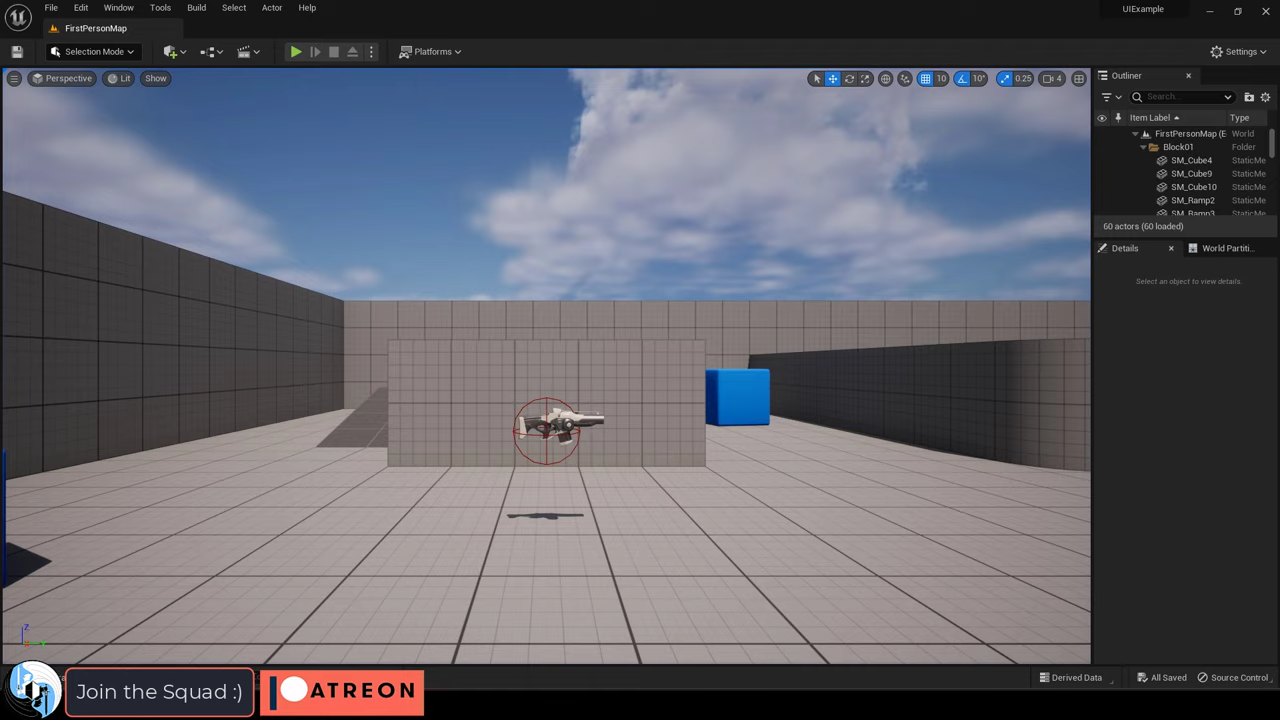 File Edit Window Tools Build Select Actor Help
UIExample
FirstPersonMap
Selection Mode
Platforms
Settings
Perspective Lit Show
10 10° 0.25 4
Outliner
Search...
Item Label Type
FirstPersonMap (E World
Block01 Folder
SM_Cube4 StaticMe
SM_Cube9 StaticMe
SM_Cube10 StaticMe
SM_Ramp2 StaticMe
SM_Ramp3
60 actors (60 loaded)
Details World Partiti...
Select an object to view details.
Z
Join the Squad :)
PATREON
Derived Data All Saved Source Control